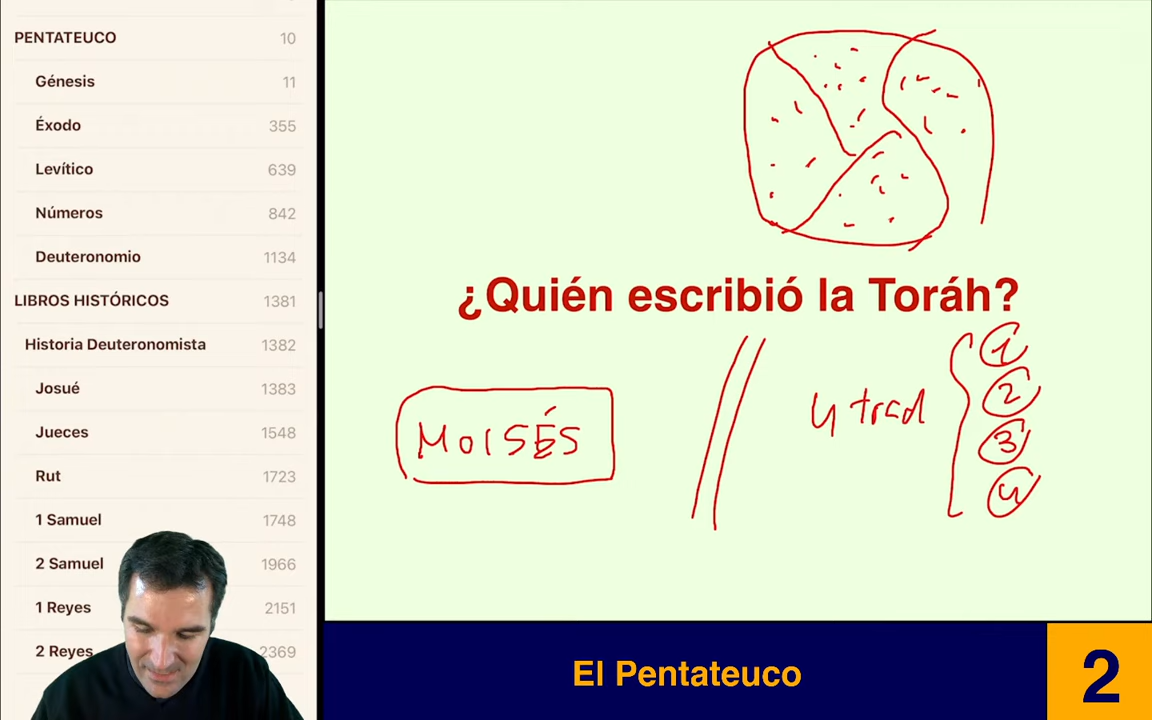 PENTATEUCO 10
Génesis 11
Éxodo 355
Levítico 639
Números 842
Deuteronomio 1134
LIBROS HISTÓRICOS 1381
Historia Deuteronomista 1382
Josué 1383
Jueces 1548
Rut 1723
1 Samuel 1748
2 Samuel 1966
1 Reyes 2151
2 Reyes 2369
¿Quién escribió la Toráh?
MOISÉS
4 trad
1
2
3
4
El Pentateuco
2